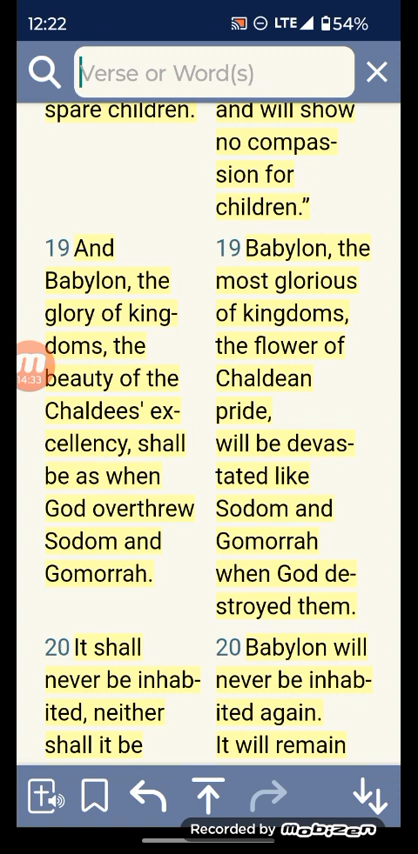 12:22
LTE
54%
Verse or Word(s)
spare children.
19 And
Babylon, the
glory of king-
doms, the
beauty of the
Chaldees' ex-
cellency, shall
be as when
God overthrew
Sodom and
Gomorrah.
20 It shall
never be inhab-
ited, neither
shall it be
and will show
no compas-
sion for
children.”
19 Babylon, the
most glorious
of kingdoms,
the flower of
Chaldean
pride,
will be devas-
tated like
Sodom and
Gomorrah
when God de-
stroyed them.
20 Babylon will
never be inhab-
ited again.
It will remain
m
14:33
Recorded by mobizen